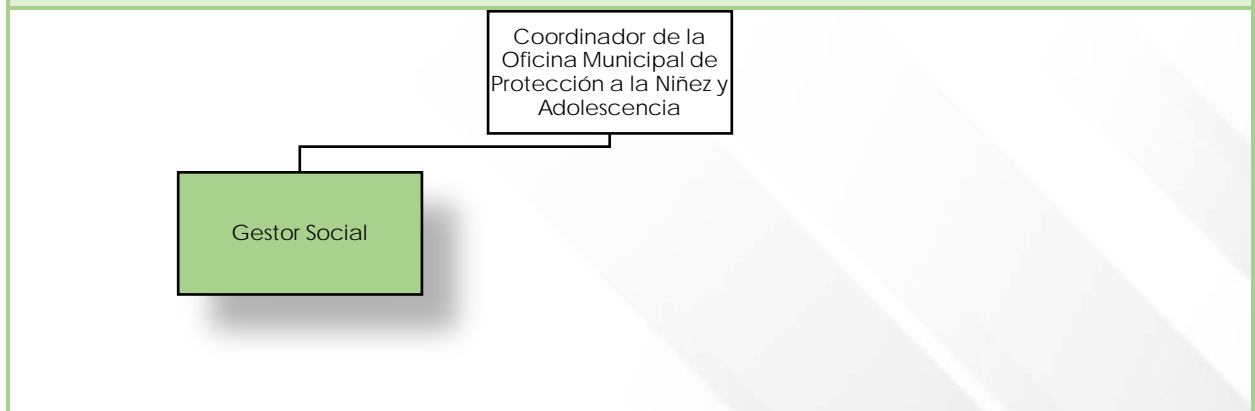 Coordinador de la
Oficina Municipal de
Protección a la Niñez y
Adolescencia
Gestor Social